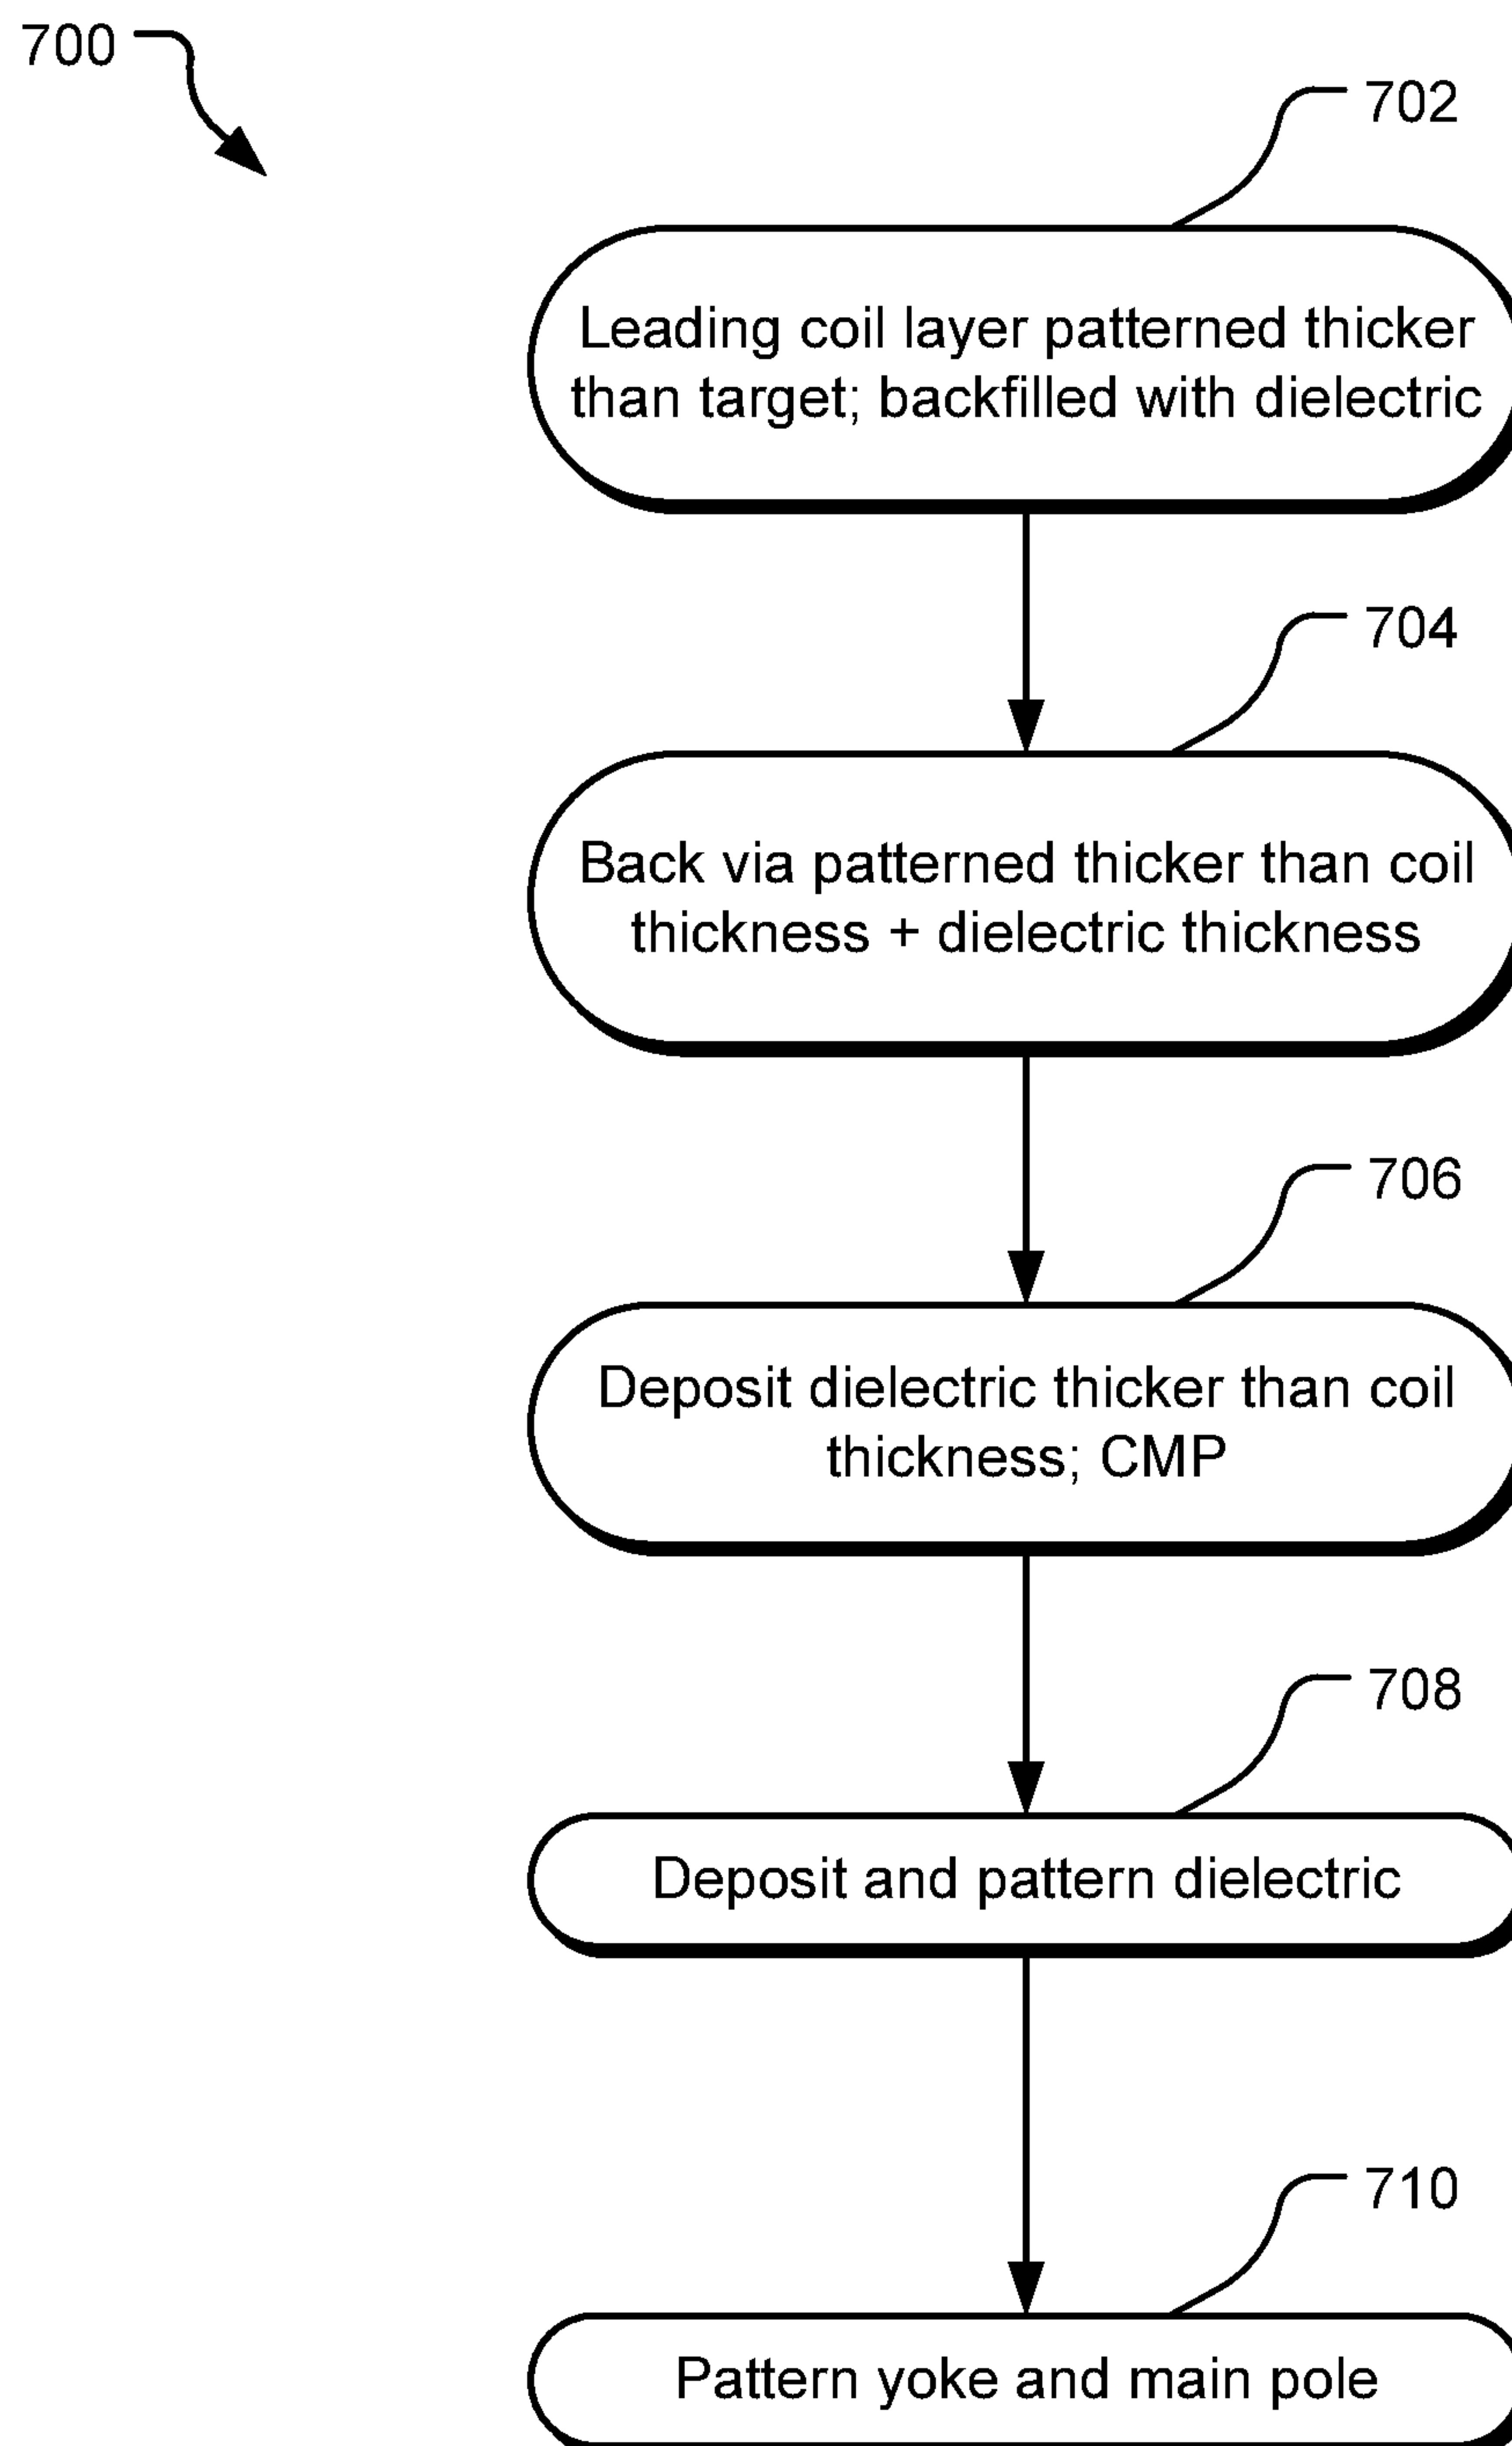 700
702
Leading coil layer patterned thicker
than target; backfilled with dielectric
704
Back via patterned thicker than coil
thickness + dielectric thickness
706
Deposit dielectric thicker than coil
thickness; CMP
708
Deposit and pattern dielectric
710
Pattern yoke and main pole